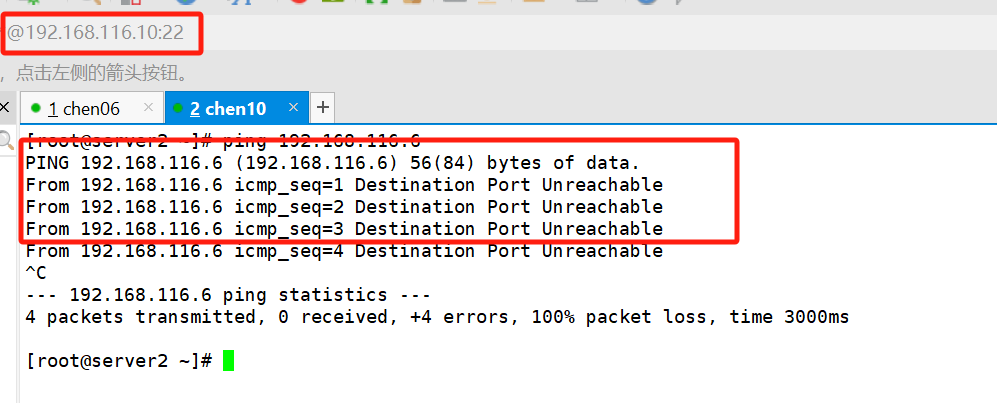 @192.168.116.10:22
，点击左侧的箭头按钮。
1 chen06 × 2 chen10 × +
[root@server2 ~]# ping 192.168.116.6
PING 192.168.116.6 (192.168.116.6) 56(84) bytes of data.
From 192.168.116.6 icmp_seq=1 Destination Port Unreachable
From 192.168.116.6 icmp_seq=2 Destination Port Unreachable
From 192.168.116.6 icmp_seq=3 Destination Port Unreachable
From 192.168.116.6 icmp_seq=4 Destination Port Unreachable
^C
--- 192.168.116.6 ping statistics ---
4 packets transmitted, 0 received, +4 errors, 100% packet loss, time 3000ms
[root@server2 ~]#